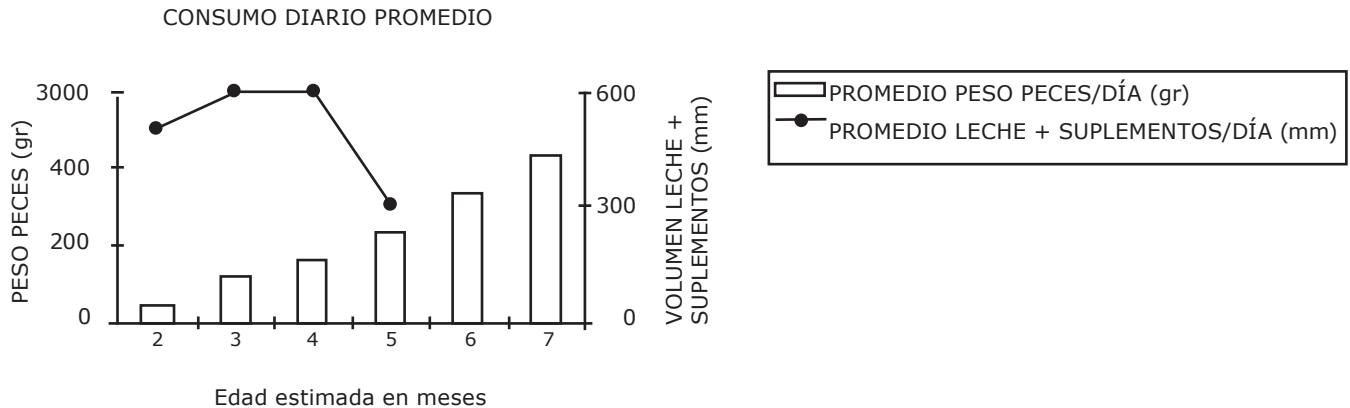 CONSUMO DIARIO PROMEDIO
PESO PECES (gr)
3000
400
200
0
600
300
0
VOLUMEN LECHE +
SUPLEMENTOS (mm)
2 3 4 5 6 7
Edad estimada en meses
PROMEDIO PESO PECES/DÍA (gr)
PROMEDIO LECHE + SUPLEMENTOS/DÍA (mm)